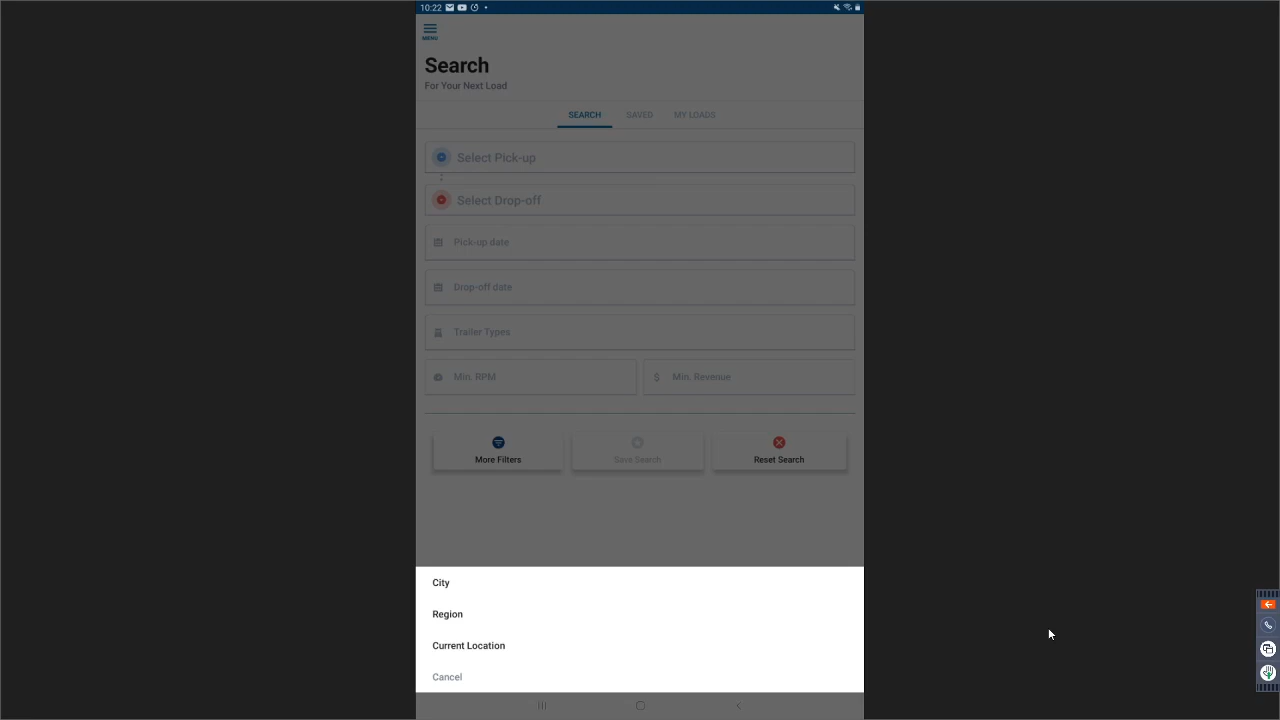 10:22
MENU
Search
For Your Next Load
SEARCH SAVED MY LOADS
Select Pick-up
Select Drop-off
Pick-up date
Drop-off date
Trailer Types
Min. RPM $ Min. Revenue
More Filters Save Search Reset Search
City
Region
Current Location
Cancel